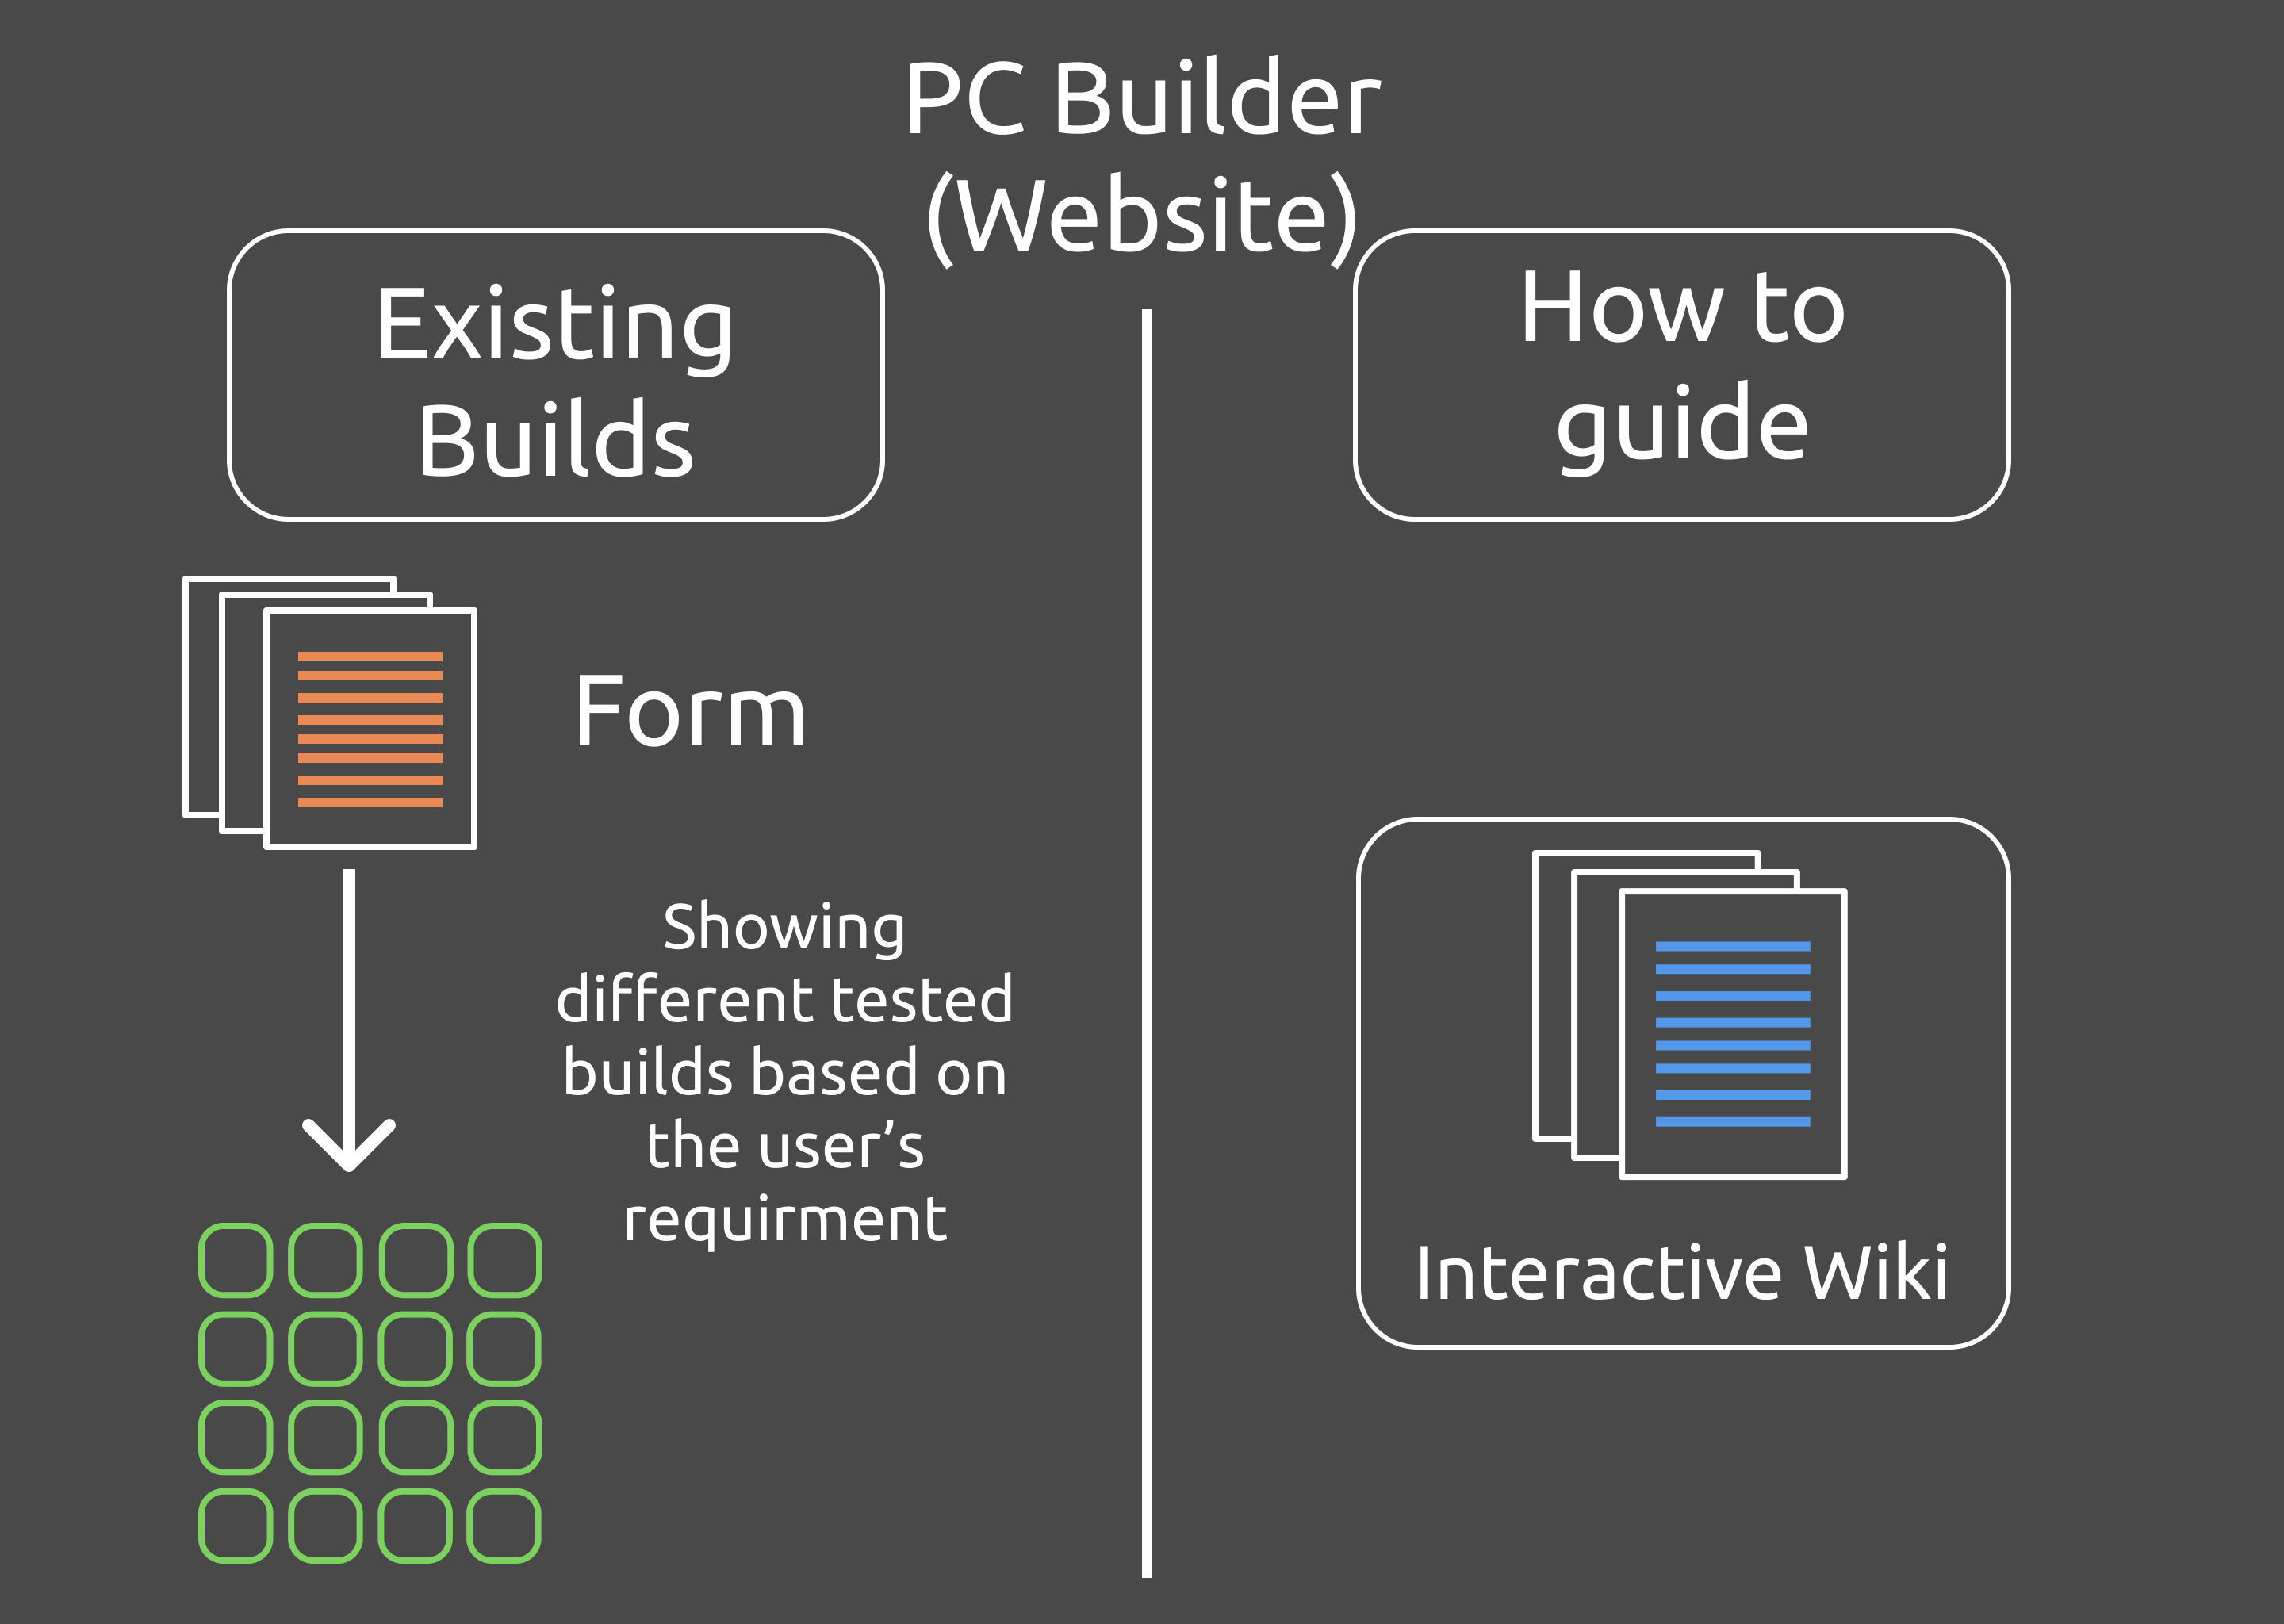 PC Builder
(Website)
Existing
Builds
Form
Showing
different tested
builds based on
the user's
requirment
How to
guide
Interactive Wiki